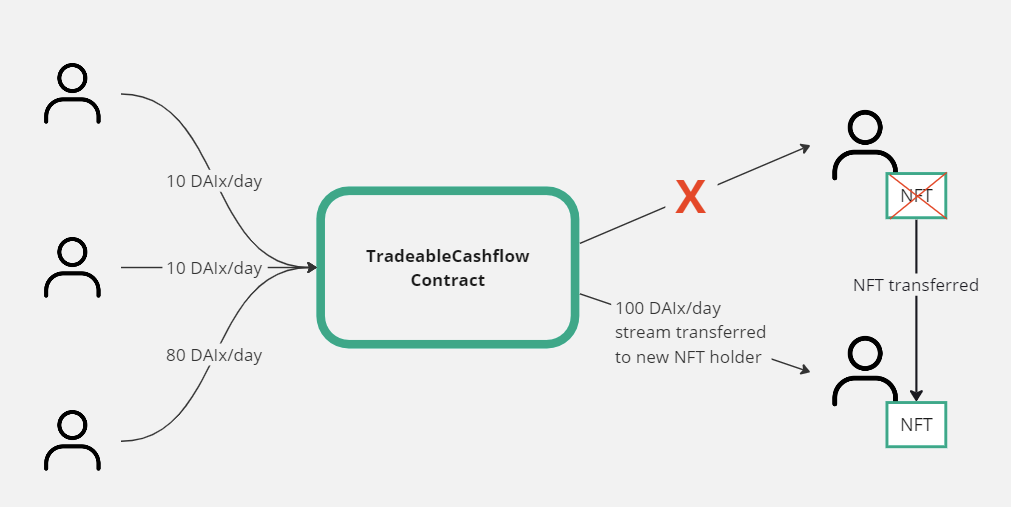 10 DAIx/day
10 DAIx/day
80 DAIx/day
TradeableCashflow
Contract
X
100 DAIx/day
stream transferred
to new NFT holder
NFT
NFT transferred
NFT